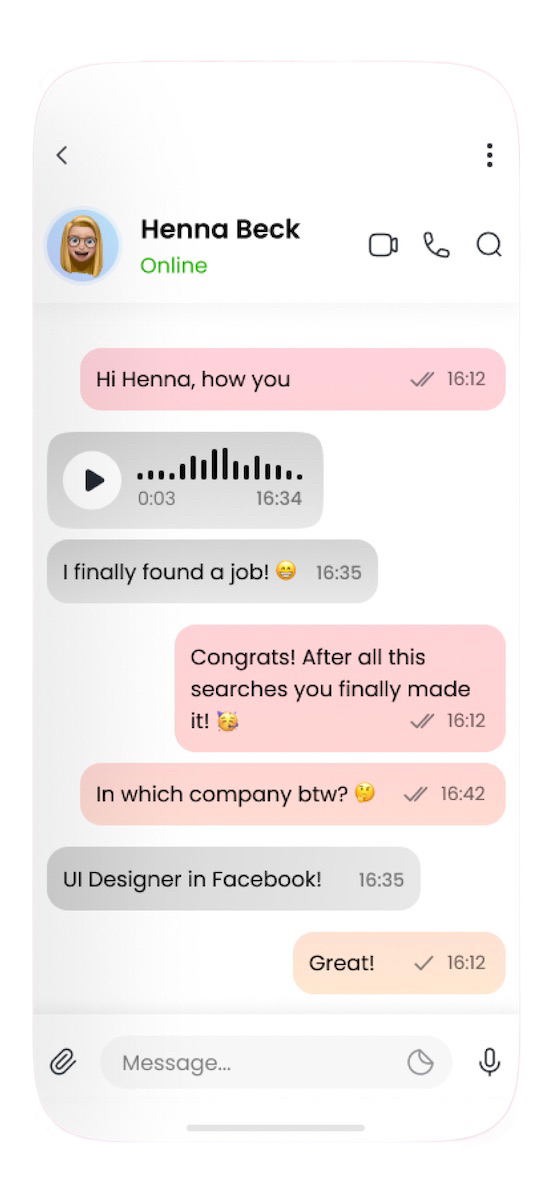 Henna Beck
Online
Hi Henna, how you 16:12
0:03 16:34
I finally found a job! 😁 16:35
Congrats! After all this
searches you finally made
it! 🥳 16:12
In which company btw? 🤔 16:42
UI Designer in Facebook! 16:35
Great! 16:12
Message...